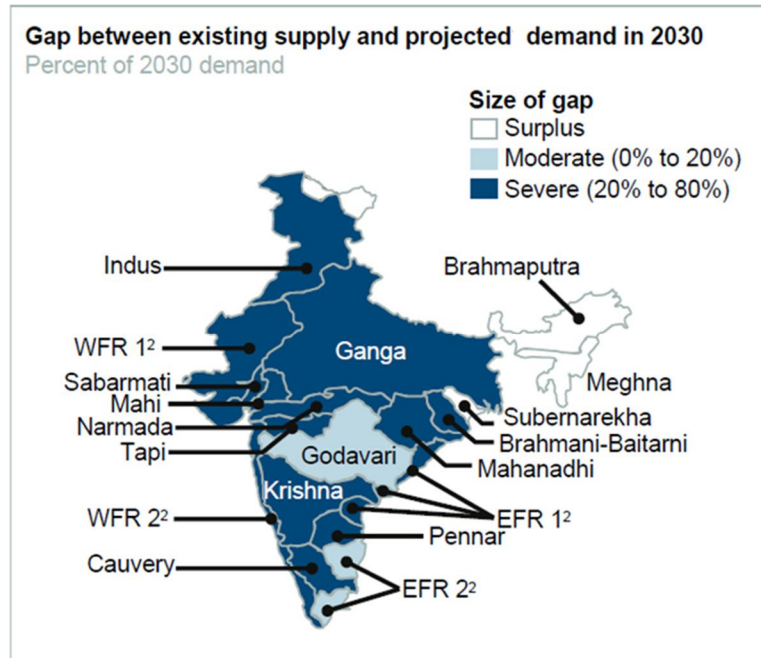 Gap between existing supply and projected demand in 2030
Percent of 2030 demand
Size of gap
Surplus
Moderate (0% to 20%)
Severe (20% to 80%)
Indus
Brahmaputra
WFR 1²
Ganga
Sabarmati
Meghna
Mahi
Subernarekha
Narmada
Brahmani-Baitarni
Tapi
Godavari
Mahanadhi
Krishna
WFR 2²
EFR 1²
Pennar
Cauvery
EFR 2²